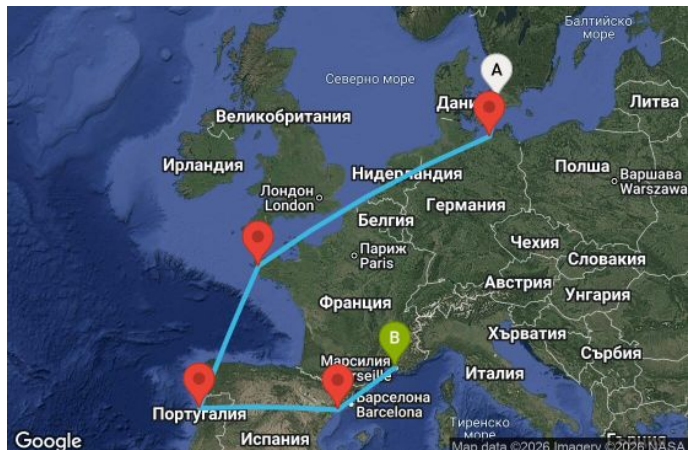 Балтийско
море
Северно море
A
Дани
Литва
Великобритания
Ирландия
Нидерландия
Полша
Варшава
Warszawa
Лондон
London
Белгия
Германия
Париж
Paris
Чехия
Словакия
Австрия
Унгария
Франция
B
Хърватия
Сърбия
Марсилия
Италия
Барселона
Barcelona
Португалия
Испания
Тиренско
море
Google
Map data ©2026 Imagery ©2026 NASA